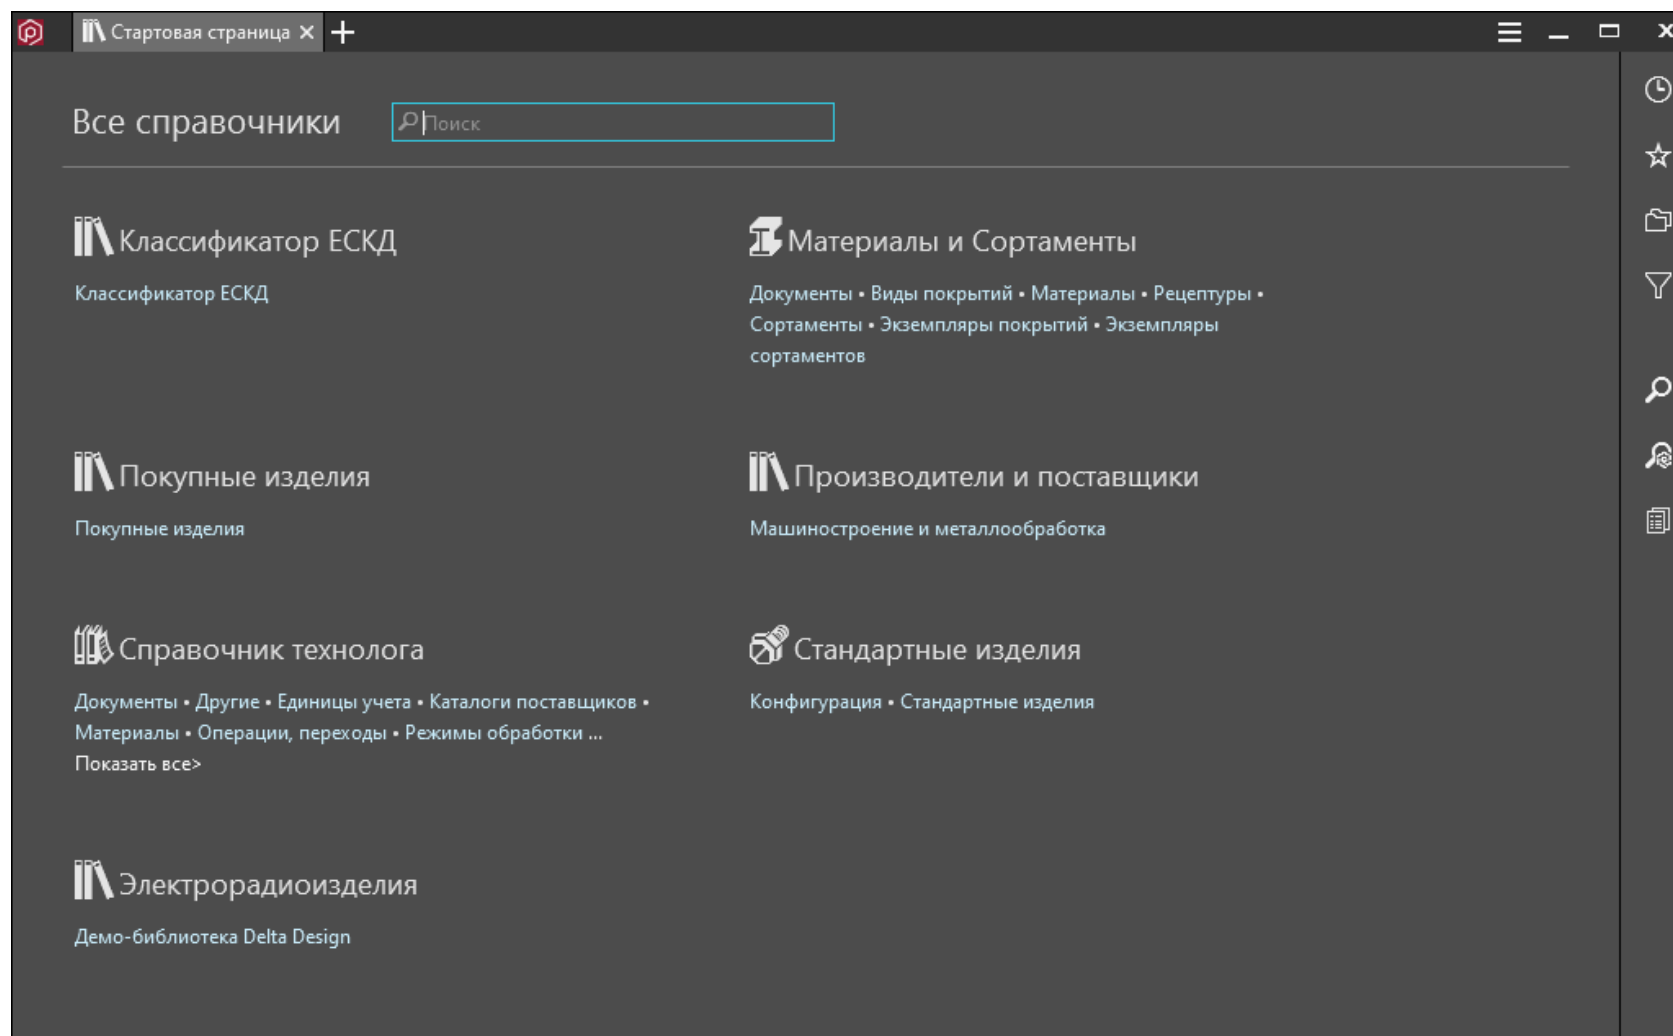 Стартовая страница
Все справочники
Поиск
Классификатор ЕСКД
Классификатор ЕСКД
Материалы и Сортаменты
Документы • Виды покрытий • Материалы • Рецептуры •
Сортаменты • Экземпляры покрытий • Экземпляры
сортаментов
Покупные изделия
Покупные изделия
Производители и поставщики
Машиностроение и металлообработка
Справочник технолога
Документы • Другие • Единицы учета • Каталоги поставщиков •
Материалы • Операции, переходы • Режимы обработки ...
Показать все>
Стандартные изделия
Конфигурация • Стандартные изделия
Электрорадиоизделия
Демо-библиотека Delta Design